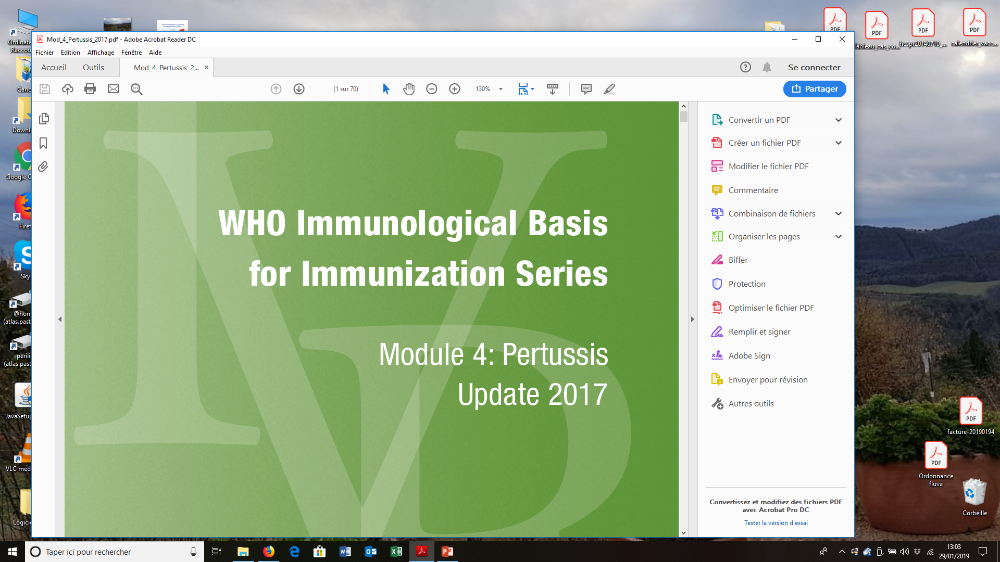 Mod_4_Pertussis_2017.pdf - Adobe Acrobat Reader DC
Fichier Edition Affichage Fenêtre Aide
Accueil Outils Mod_4_Pertussis_2... × Se connecter
(1 sur 70) 130% Partager
WHO Immunological Basis
for Immunization Series
Module 4: Pertussis
Update 2017
Convertir un PDF
Créer un fichier PDF
Modifier le fichier PDF
Commentaire
Combinaison de fichiers
Organiser les pages
Biffer
Protection
Optimiser le fichier PDF
Remplir et signer
Adobe Sign
Envoyer pour révision
Autres outils
Convertissez et modifiez des fichiers PDF
avec Acrobat Pro DC
Tester la version d'essai
Ordinate
Raccou
Cano
Downl
Google C
Firef
Skyp
@hom
(atlas.past
perilic
(atlas.past
JavaSetup
VLC med
Logicie
PDF
PDF
PDF
PDF
Tableau_cas_co...
hcspr20140710_...
calendrier_vacc...
PDF
facture-20190194
PDF
Ordonnance
fluva
Corbeille
Taper ici pour rechercher
13:03
29/01/2019